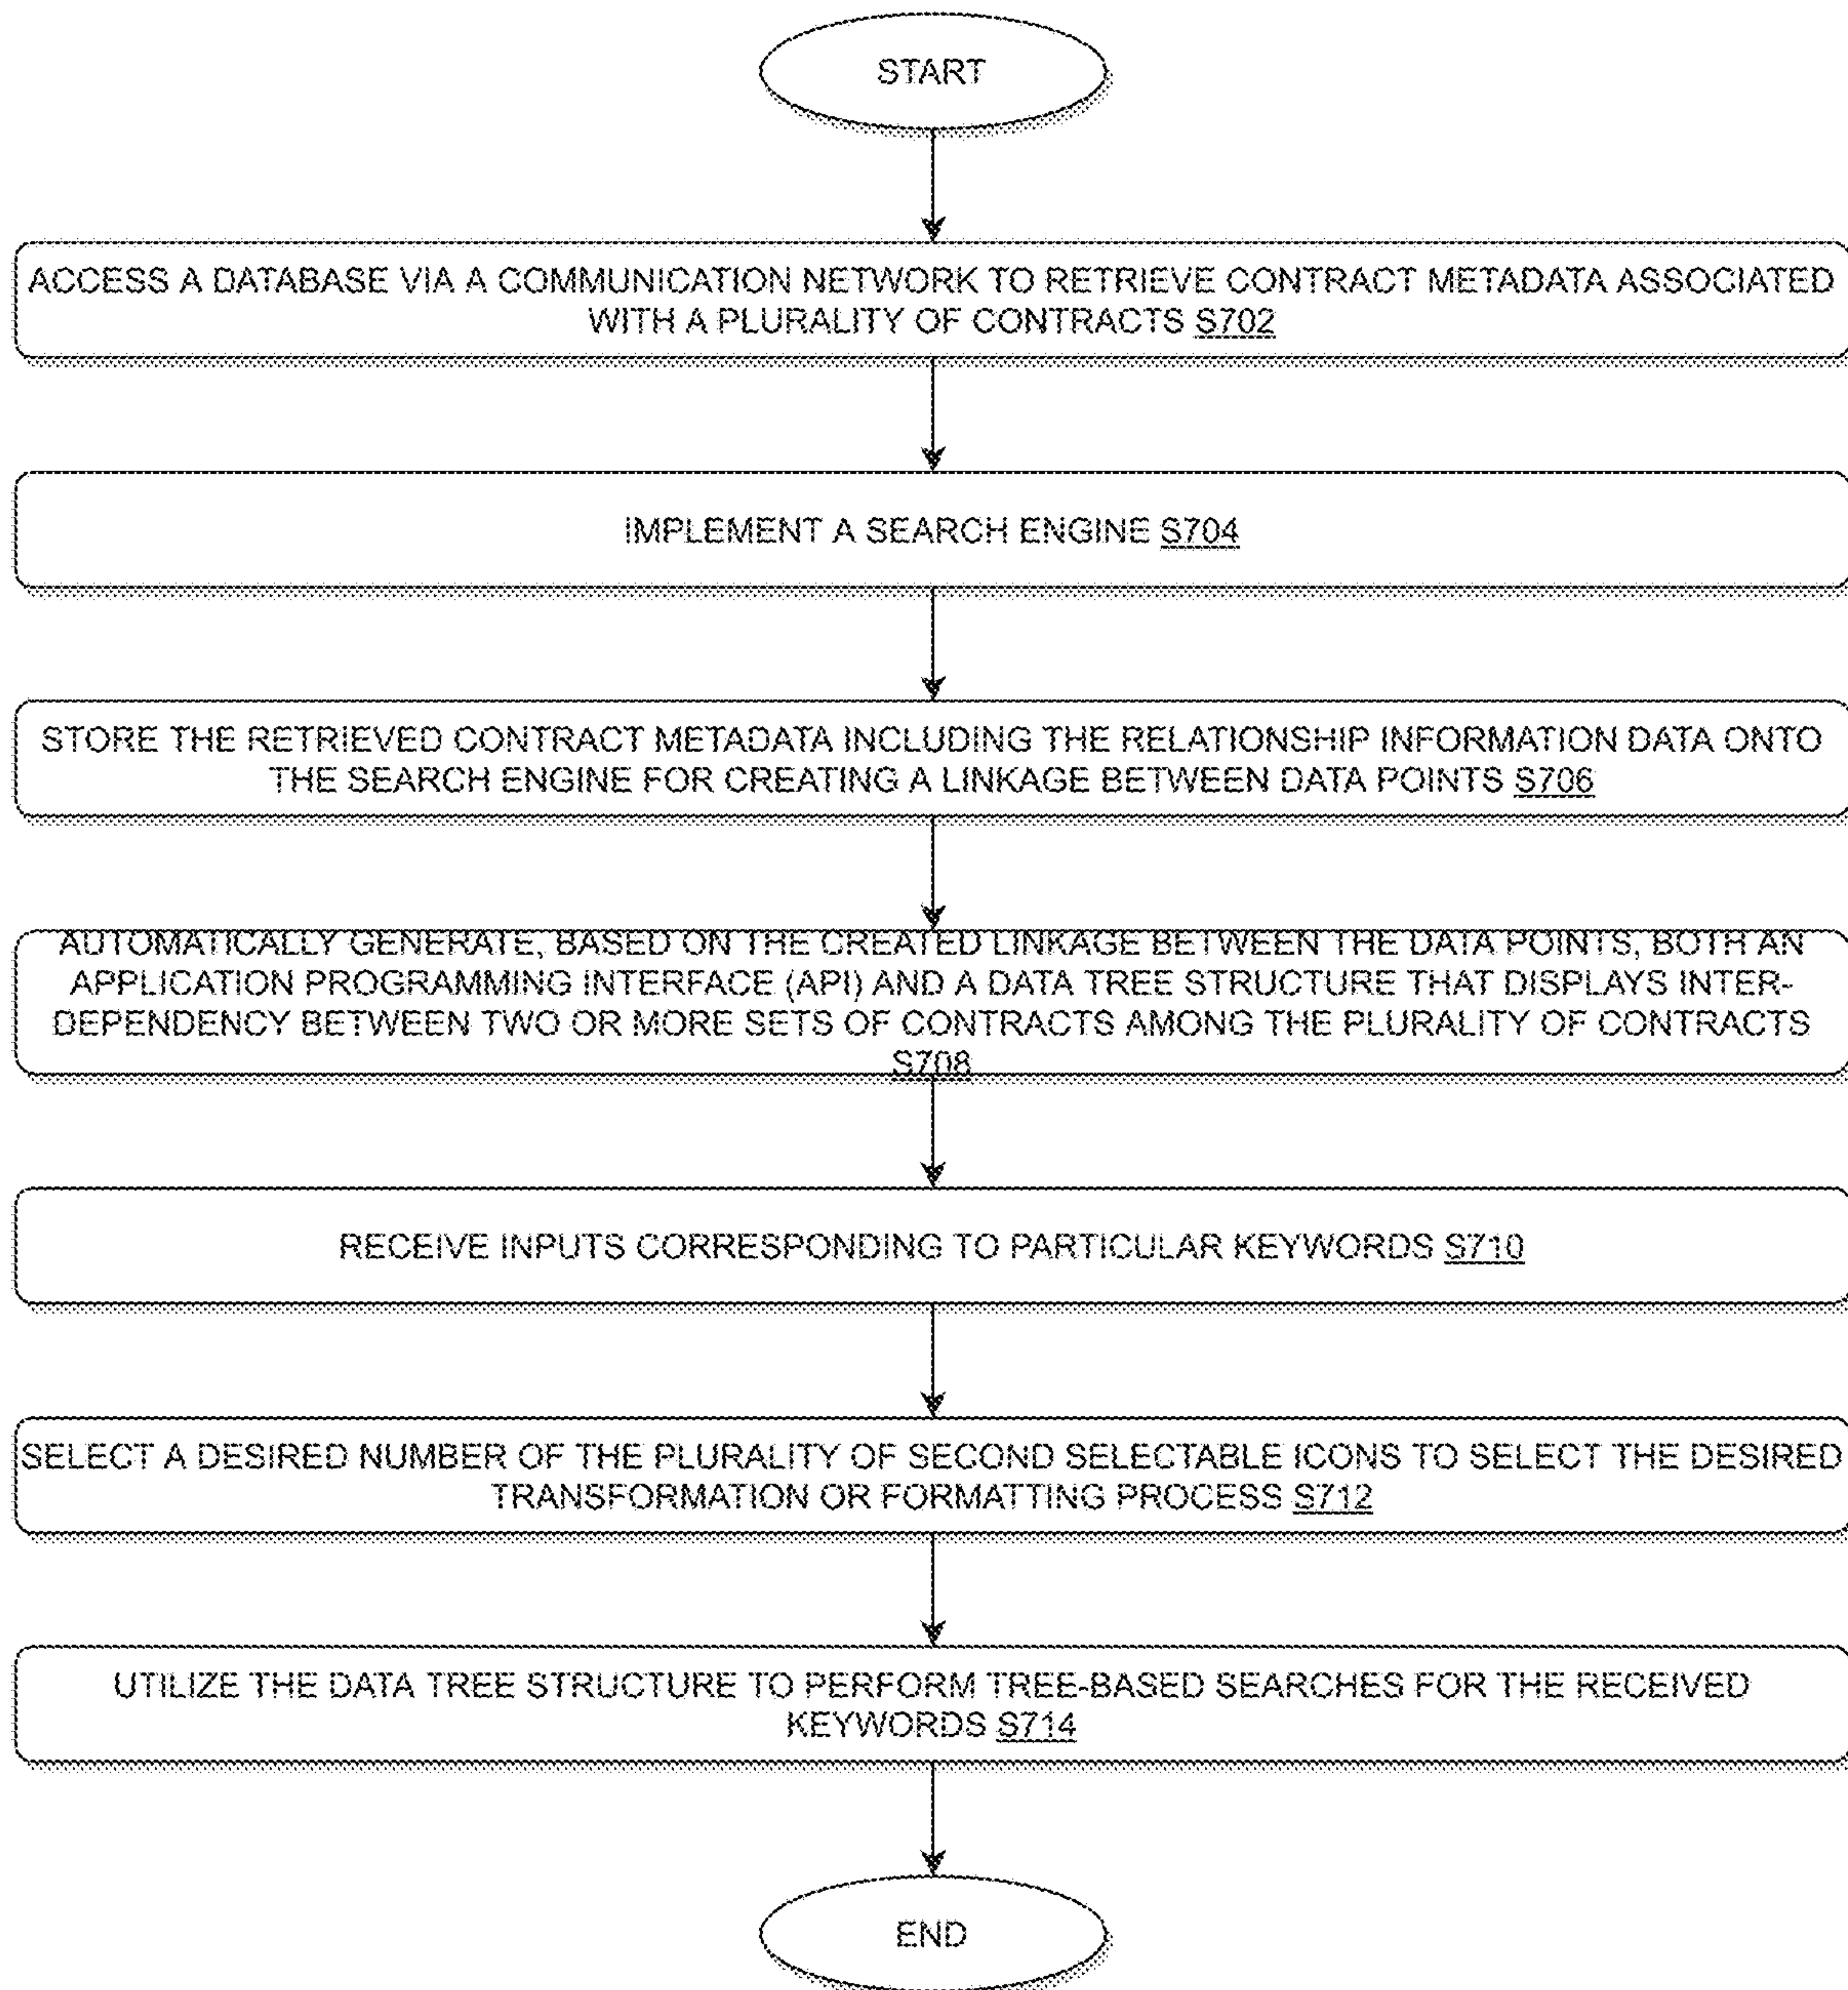 START
ACCESS A DATABASE VIA A COMMUNICATION NETWORK TO RETRIEVE CONTRACT METADATA ASSOCIATED
WITH A PLURALITY OF CONTRACTS S702
IMPLEMENT A SEARCH ENGINE S704
STORE THE RETRIEVED CONTRACT METADATA INCLUDING THE RELATIONSHIP INFORMATION DATA ONTO
THE SEARCH ENGINE FOR CREATING A LINKAGE BETWEEN DATA POINTS S706
AUTOMATICALLY GENERATE, BASED ON THE CREATED LINKAGE BETWEEN THE DATA POINTS, BOTH AN
APPLICATION PROGRAMMING INTERFACE (API) AND A DATA TREE STRUCTURE THAT DISPLAYS INTER-
DEPENDENCY BETWEEN TWO OR MORE SETS OF CONTRACTS AMONG THE PLURALITY OF CONTRACTS
S708
RECEIVE INPUTS CORRESPONDING TO PARTICULAR KEYWORDS S710
SELECT A DESIRED NUMBER OF THE PLURALITY OF SECOND SELECTABLE ICONS TO SELECT THE DESIRED
TRANSFORMATION OR FORMATTING PROCESS S712
UTILIZE THE DATA TREE STRUCTURE TO PERFORM TREE-BASED SEARCHES FOR THE RECEIVED
KEYWORDS S714
END